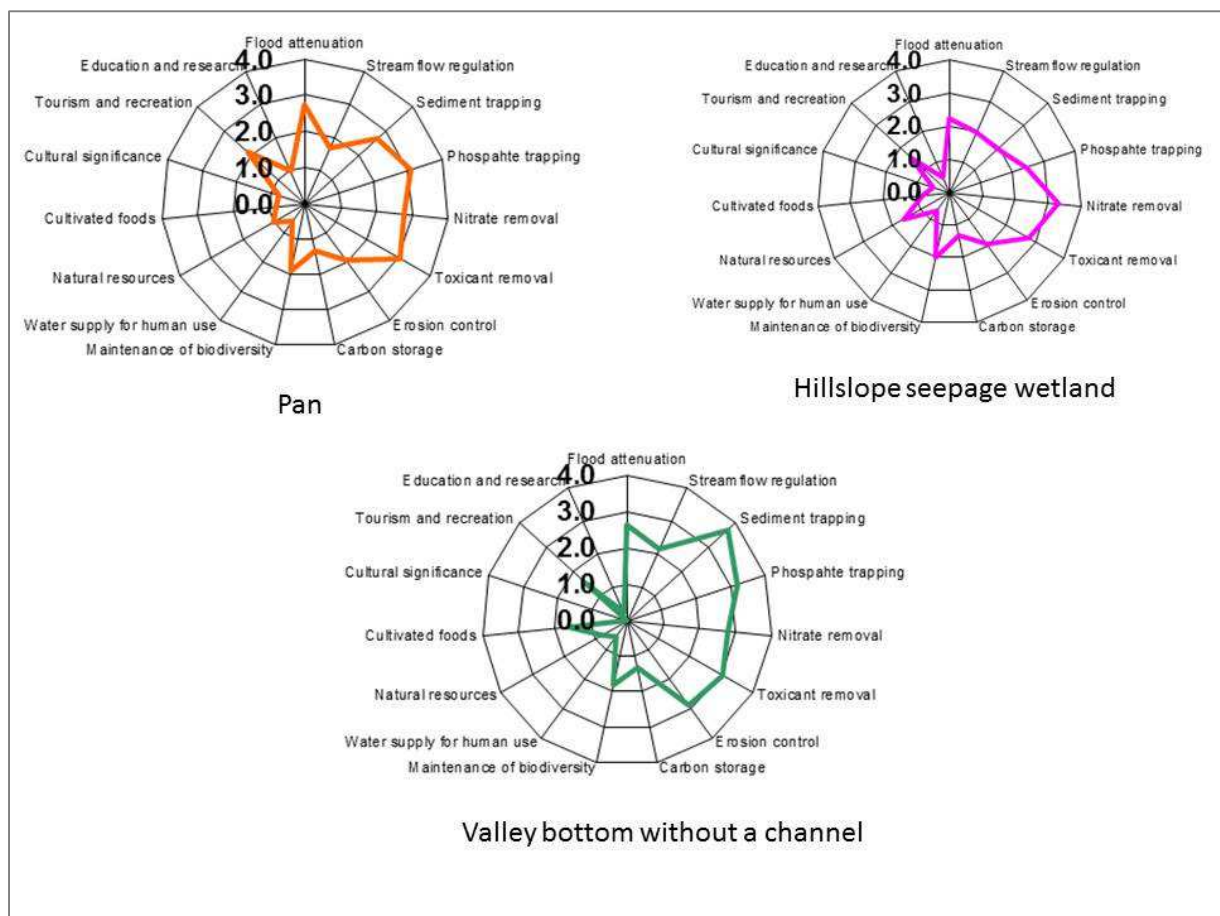 Flood attenuation
Streamflow regulation
Sediment trapping
Phospahte trapping
Nitrate removal
Toxicant removal
Erosion control
Carbon storage
Maintenance of biodiversity
Water supply for human use
Natural resources
Cultivated foods
Cultural significance
Tourism and recreation
Education and research
4.0
3.0
2.0
1.0
0.0
Pan
Flood attenuation
Streamflow regulation
Sediment trapping
Phospahte trapping
Nitrate removal
Toxicant removal
Erosion control
Carbon storage
Maintenance of biodiversity
Water supply for human use
Natural resources
Cultivated foods
Cultural significance
Tourism and recreation
Education and research
4.0
3.0
2.0
1.0
0.0
Hillslope seepage wetland
Flood attenuation
Streamflow regulation
Sediment trapping
Phospahte trapping
Nitrate removal
Toxicant removal
Erosion control
Carbon storage
Maintenance of biodiversity
Water supply for human use
Natural resources
Cultivated foods
Cultural significance
Tourism and recreation
Education and research
4.0
3.0
2.0
1.0
0.0
Valley bottom without a channel